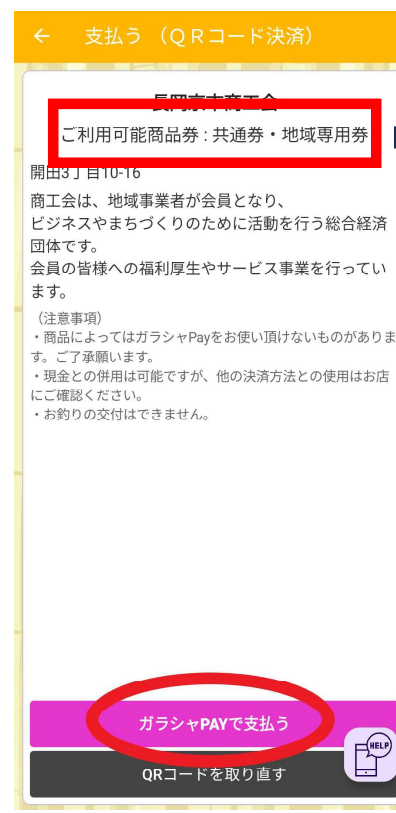 支払う（QRコード決済）
長岡京市商工会
ご利用可能商品券：共通券・地域専用券
開田3丁目10-16
商工会は、地域事業者が会員となり、
ビジネスやまちづくりのために活動を行う総合経済
団体です。
会員の皆様への福利厚生やサービス事業を行ってい
ます。
（注意事項）
・商品によってはガラシャPayをお使い頂けないものがありま
す。ご了承願います。
・現金との併用は可能ですが、他の決済方法との使用はお店
にご確認ください。
・お釣りの交付はできません。
ガラシャPAYで支払う
HELP
QRコードを取り直す